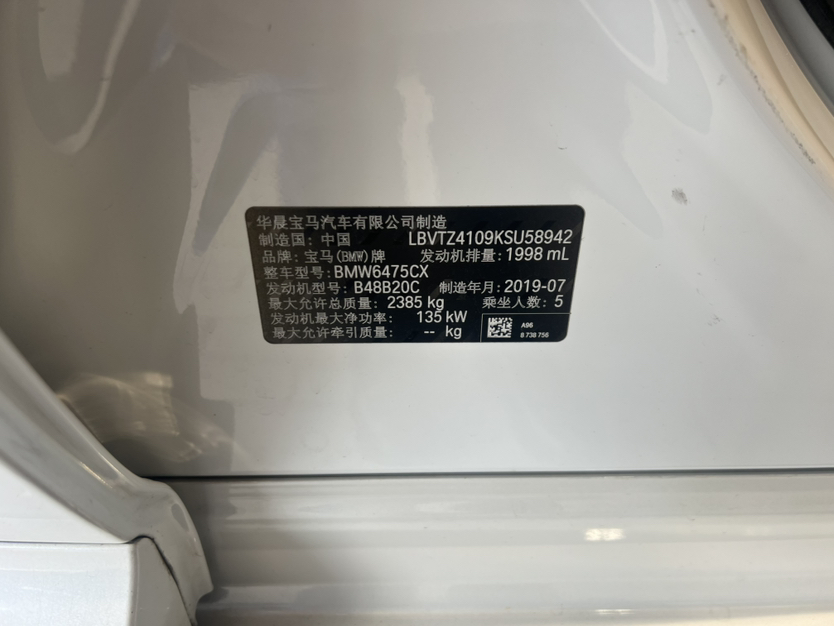 华晨宝马汽车有限公司制造
制造国: 中国 LBVTZ4109KSU58942
品牌: 宝马(BMW)牌 发动机排量: 1998 mL
整车型号: BMW6475CX
发动机型号: B48B20C 制造年月: 2019-07
最大允许总质量: 2385 kg 乘坐人数: 5
发动机最大净功率: 135 kW
最大允许牵引质量: -- kg
A96
8 738 756